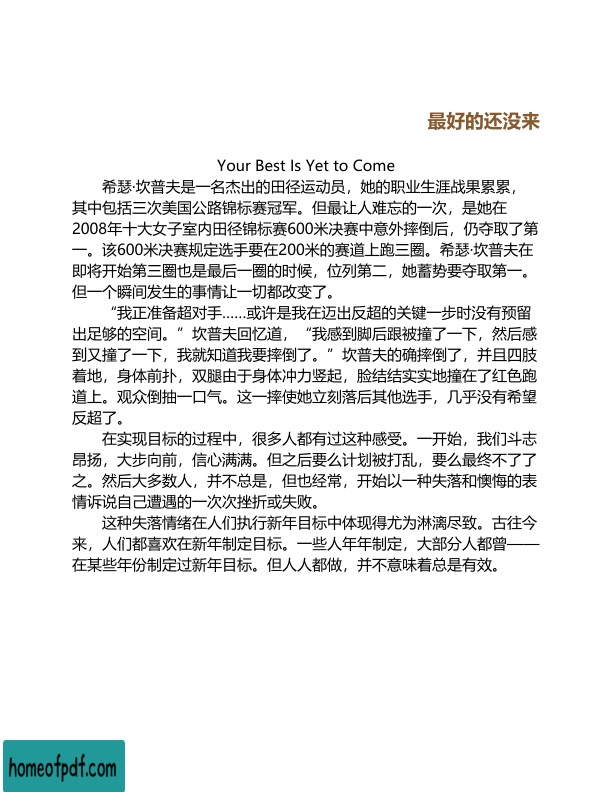 最好的还没来
Your Best Is Yet to Come
希瑟·坎普夫是一名杰出的田径运动员，她的职业生涯战果累累，
其中包括三次美国公路锦标赛冠军。但最让人难忘的一次，是她在
2008年十大女子室内田径锦标赛600米决赛中意外摔倒后，仍夺取了第
一。该600米决赛规定选手要在200米的赛道上跑三圈。希瑟·坎普夫在
即将开始第三圈也是最后一圈的时候，位列第二，她蓄势要夺取第一。
但一个瞬间发生的事情让一切都改变了。
“我正准备超对手……或许是我在迈出反超的关键一步时没有预留
出足够的空间。”坎普夫回忆道，“我感到脚后跟被撞了一下，然后感
到又撞了一下，我就知道我要摔倒了。”坎普夫的确摔倒了，并且四肢
着地，身体前扑，双腿由于身体冲力竖起，脸结结实实地撞在了红色跑
道上。观众倒抽一口气。这一摔使她立刻落后其他选手，几乎没有希望
反超了。
在实现目标的过程中，很多人都有过这种感受。一开始，我们斗志
昂扬，大步向前，信心满满。但之后要么计划被打乱，要么最终不了了
之。然后大多数人，并不总是，但也经常，开始以一种失落和懊悔的表
情诉说自己遭遇的一次次挫折或失败。
这种失落情绪在人们执行新年目标中体现得尤为淋漓尽致。古往今
来，人们都喜欢在新年制定目标。一些人年年制定，大部分人都曾——
在某些年份制定过新年目标。但人人都做，并不意味着总是有效。
homeofpdf.com